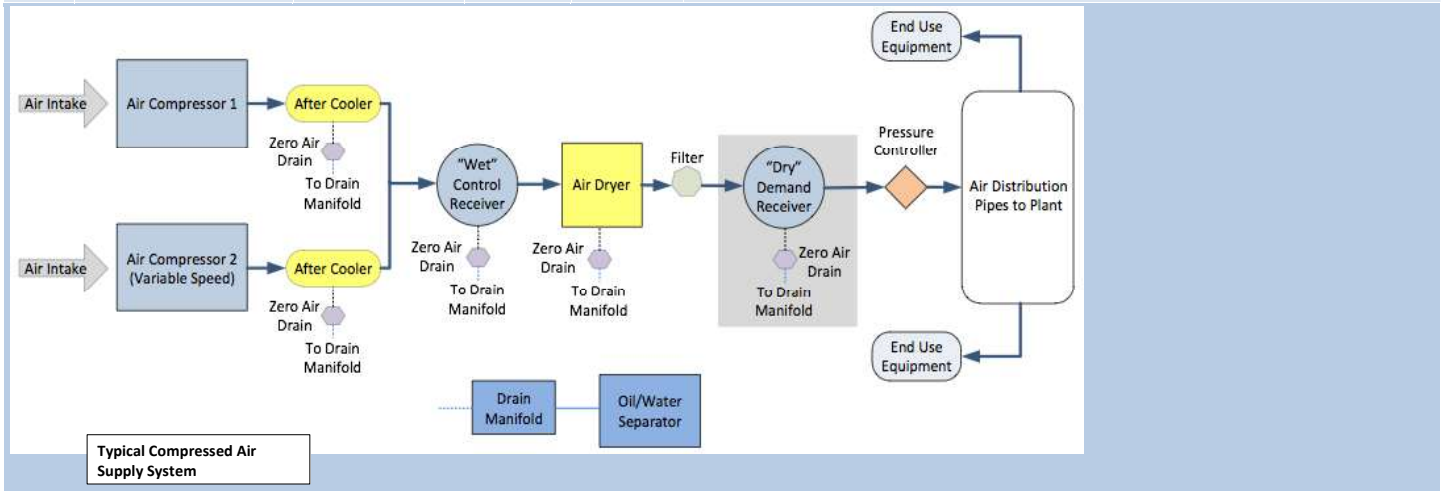 End Use
Equipment
Air Intake
Air Compressor 1
After Cooler
Zero Air
Drain
To Drain
Manifold
Air Intake
Air Compressor 2
(Variable Speed)
After Cooler
Zero Air
Drain
To Drain
Manifold
"Wet"
Control
Receiver
Zero Air
Drain
To Drain
Manifold
Air Dryer
Zero Air
Drain
To Drain
Manifold
Filter
"Dry"
Demand
Receiver
Zero Air
Drain
To Drain
Manifold
Pressure
Controller
Air Distribution
Pipes to Plant
End Use
Equipment
Drain
Manifold
Oil/Water
Separator
Typical Compressed Air
Supply System